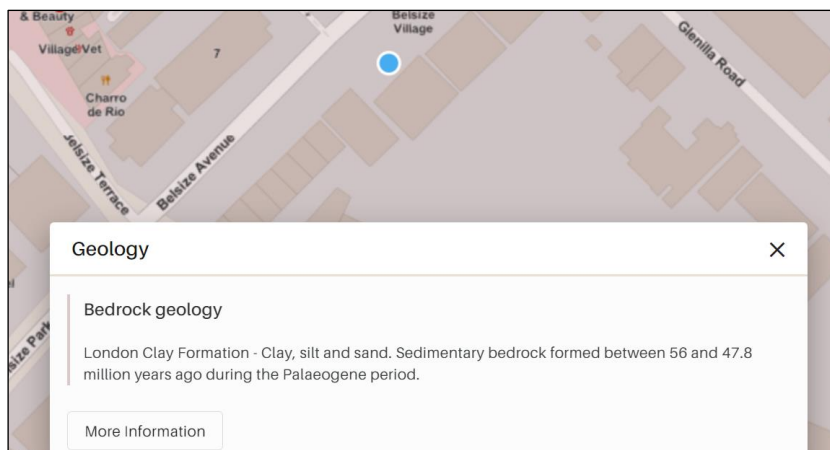 & Beauty
Village Vet
7
Charro
de Rio
Belsize
Village
Glenilla Road
Belsize Terrace
Belsize Avenue
Geology
Bedrock geology
London Clay Formation - Clay, silt and sand. Sedimentary bedrock formed between 56 and 47.8
million years ago during the Palaeogene period.
More Information